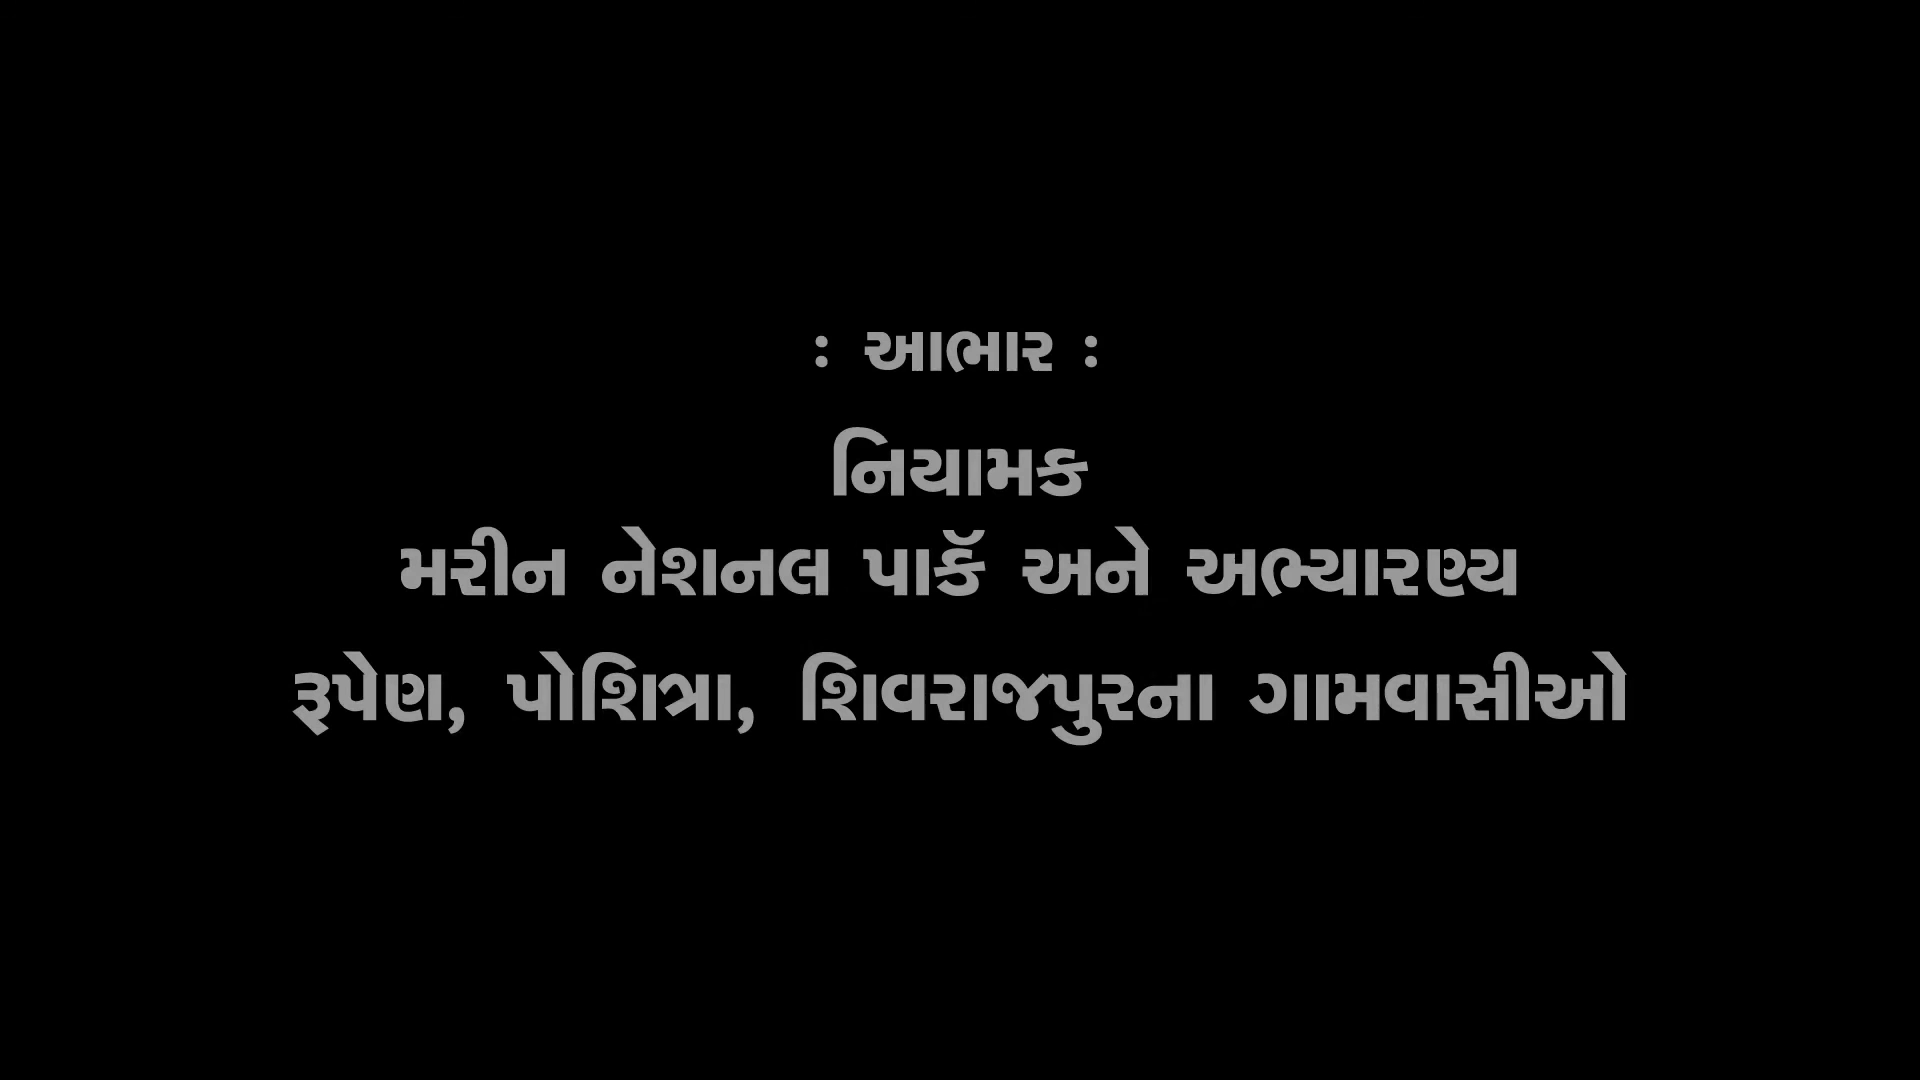 : આભાર :
નિયામક
મરીન નેશનલ પાકૅ અને અભ્યારણ્ય
રૂપેણ, પોશિત્રા, શિવરાજપુરના ગામવાસીઓ